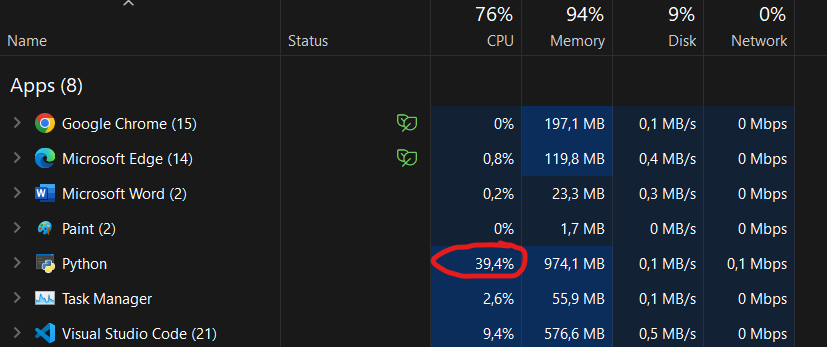 76% 94% 9% 0%
Name Status CPU Memory Disk Network
Apps (8)
Google Chrome (15) 0% 197,1 MB 0,1 MB/s 0 Mbps
Microsoft Edge (14) 0,8% 119,8 MB 0,4 MB/s 0 Mbps
Microsoft Word (2) 0,2% 23,3 MB 0,3 MB/s 0 Mbps
Paint (2) 0% 1,7 MB 0 MB/s 0 Mbps
Python 39,4% 974,1 MB 0,1 MB/s 0,1 Mbps
Task Manager 2,6% 55,9 MB 0,1 MB/s 0 Mbps
Visual Studio Code (21) 9,4% 576,6 MB 0,5 MB/s 0 Mbps